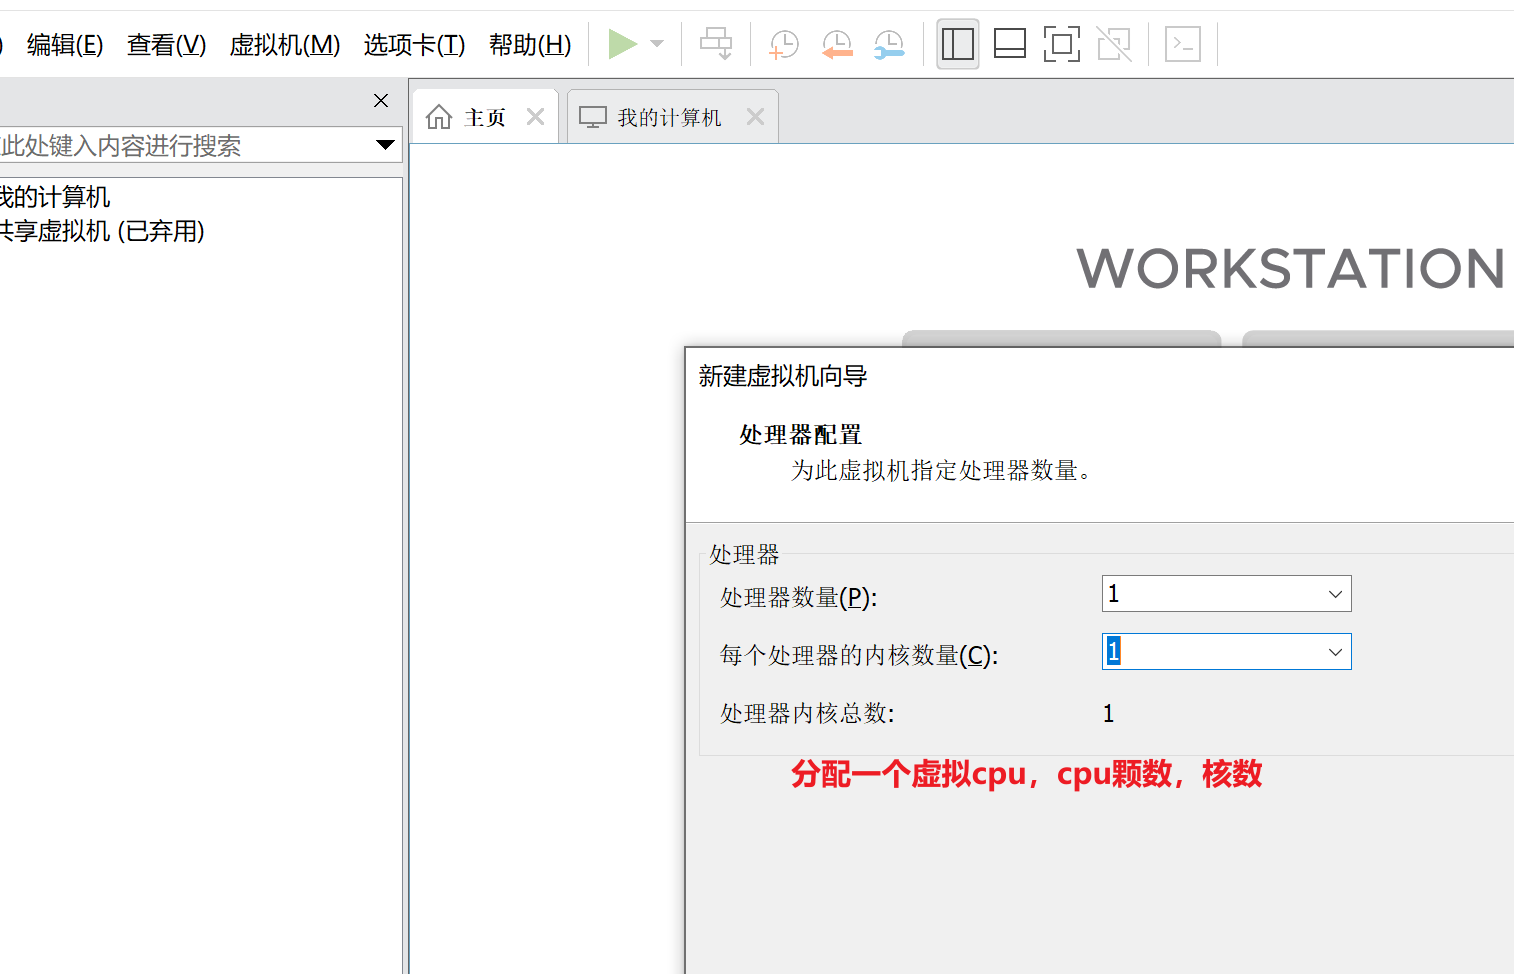 ) 编辑(E) 查看(V) 虚拟机(M) 选项卡(T) 帮助(H)
此处键入内容进行搜索
主页
我的计算机
我的计算机
共享虚拟机 (已弃用)
WORKSTATION
新建虚拟机向导
处理器配置
为此虚拟机指定处理器数量。
处理器
处理器数量(P): 1
每个处理器的内核数量(C): 1
处理器内核总数: 1
分配一个虚拟cpu，cpu颗数，核数